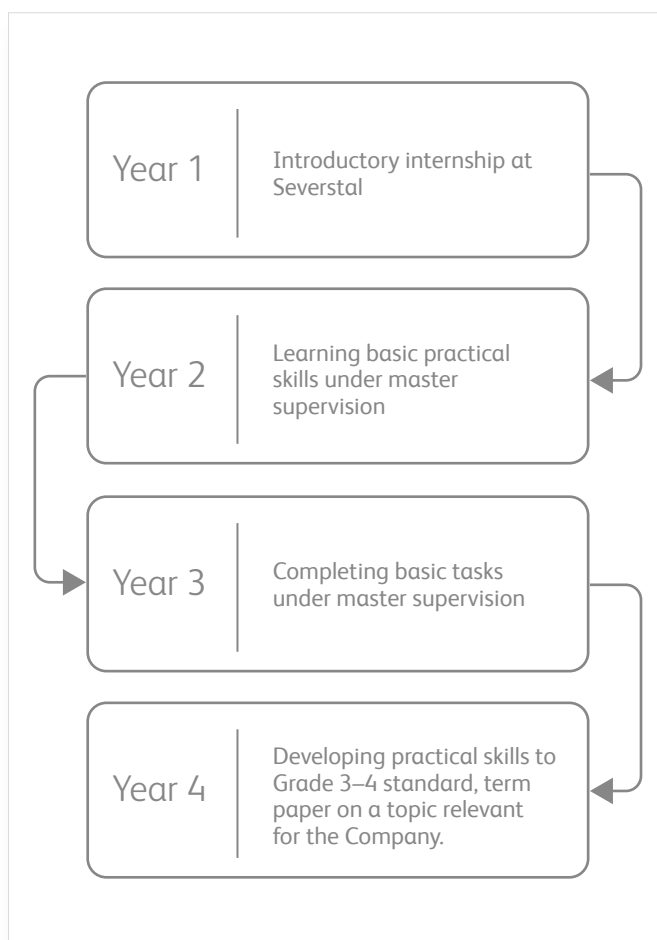 Year 1
Introductory internship at
Severstal
Year 2
Learning basic practical
skills under master
supervision
Year 3
Completing basic tasks
under master supervision
Year 4
Developing practical skills to
Grade 3–4 standard, term
paper on a topic relevant
for the Company.